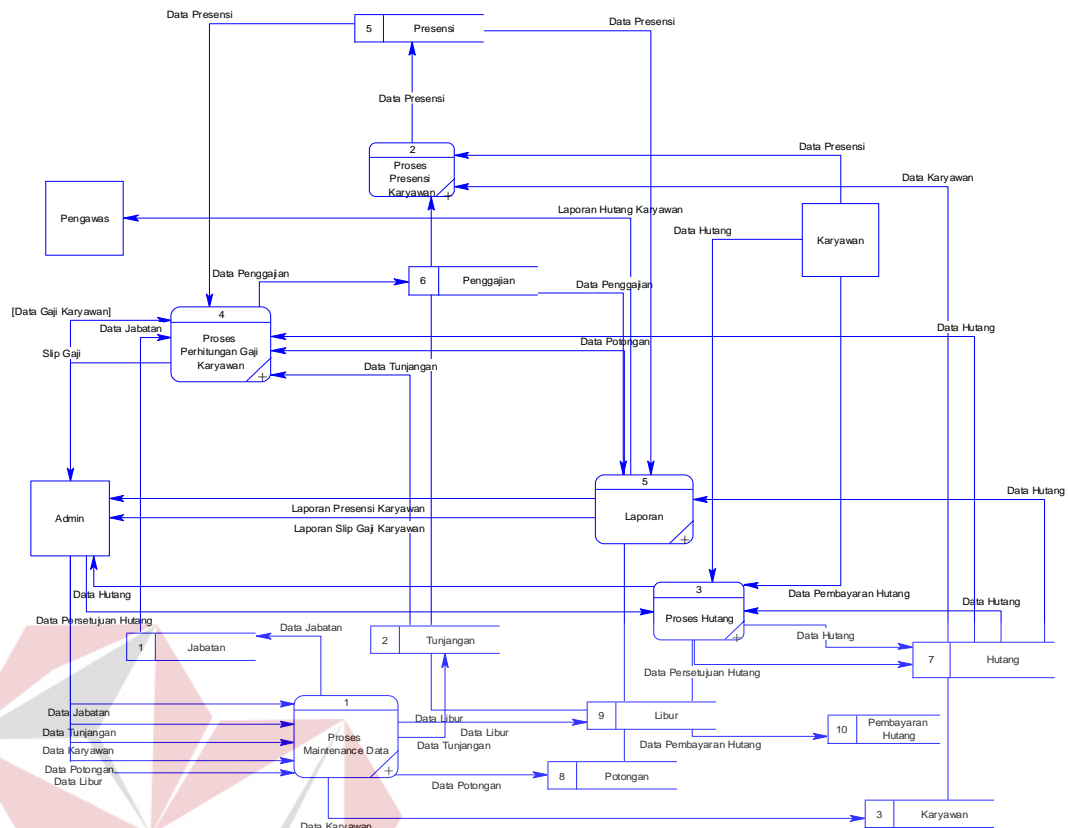 Data Presensi
5 Presensi
Data Presensi
Data Presensi
2
Proses
Presensi
Karyawan
Data Presensi
Data Karyawan
Pengawas
Laporan Hutang Karyawan
Data Hutang
Karyawan
Data Penggajian
6 Penggajian
Data Penggajian
[Data Gaji Karyawan]
Data Jabatan
4
Proses
Perhitungan Gaji
Karyawan
Data Hutang
Data Potongan
Slip Gaji
Data Tunjangan
5
Laporan
Data Hutang
Admin
Laporan Presensi Karyawan
Laporan Slip Gaji Karyawan
3
Proses Hutang
Data Hutang
Data Pembayaran Hutang
Data Hutang
Data Persetujuan Hutang
Data Jabatan
1 Jabatan
2 Tunjangan
Data Hutang
7 Hutang
Data Persetujuan Hutang
1
Proses
Maintenance Data
Data Jabatan
Data Tunjangan
Data Karyawan
Data Potongan
Data Libur
Data Libur
Data Libur
Data Tunjangan
9 Libur
Data Pembayaran Hutang
10 Pembayaran
Hutang
Data Potongan
8 Potongan
Data Karyawan
3 Karyawan